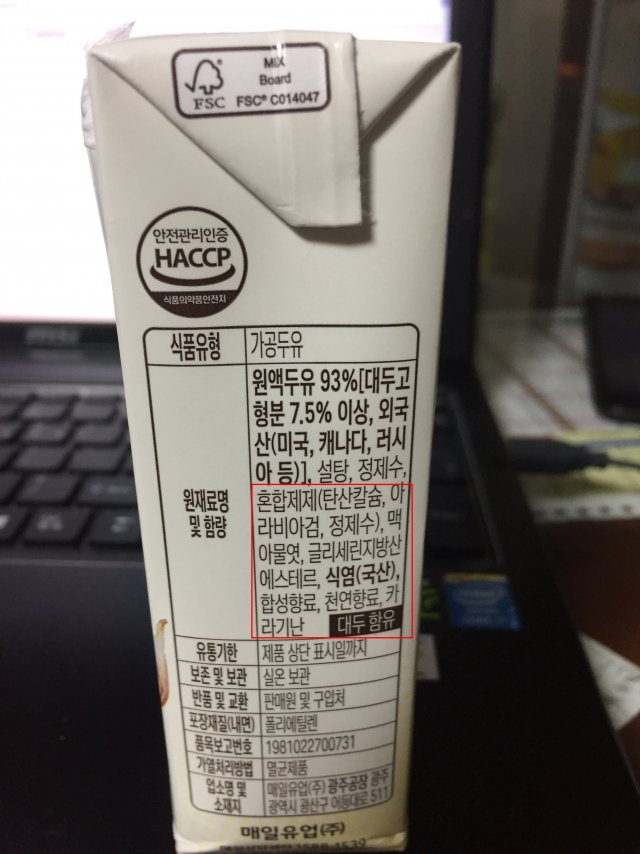 MIX
Board
FSC FSC® C014047
안전관리인증
HACCP
식품의약품안전처
식품유형 가공두유
원재료명
및 함량
원액두유 93%[대두고
형분 7.5% 이상, 외국
산(미국, 캐나다, 러시
아 등)], 설탕, 정제수,
혼합제제(탄산칼슘, 아
라비아검, 정제수), 맥
아물엿, 글리세린지방산
에스테르, 식염(국산),
합성향료, 천연향료, 카
라기난 대두 함유
유통기한 제품 상단 표시일까지
보존 및 보관 실온 보관
반품 및 교환 판매원 및 구입처
포장재질(내면) 폴리에틸렌
품목보고번호 1981022700731
가열처리방법 멸균제품
업소명 및
소재지
매일유업(주) 광주공장 광주
광역시 광산구 어등대로 511
매일유업(주)